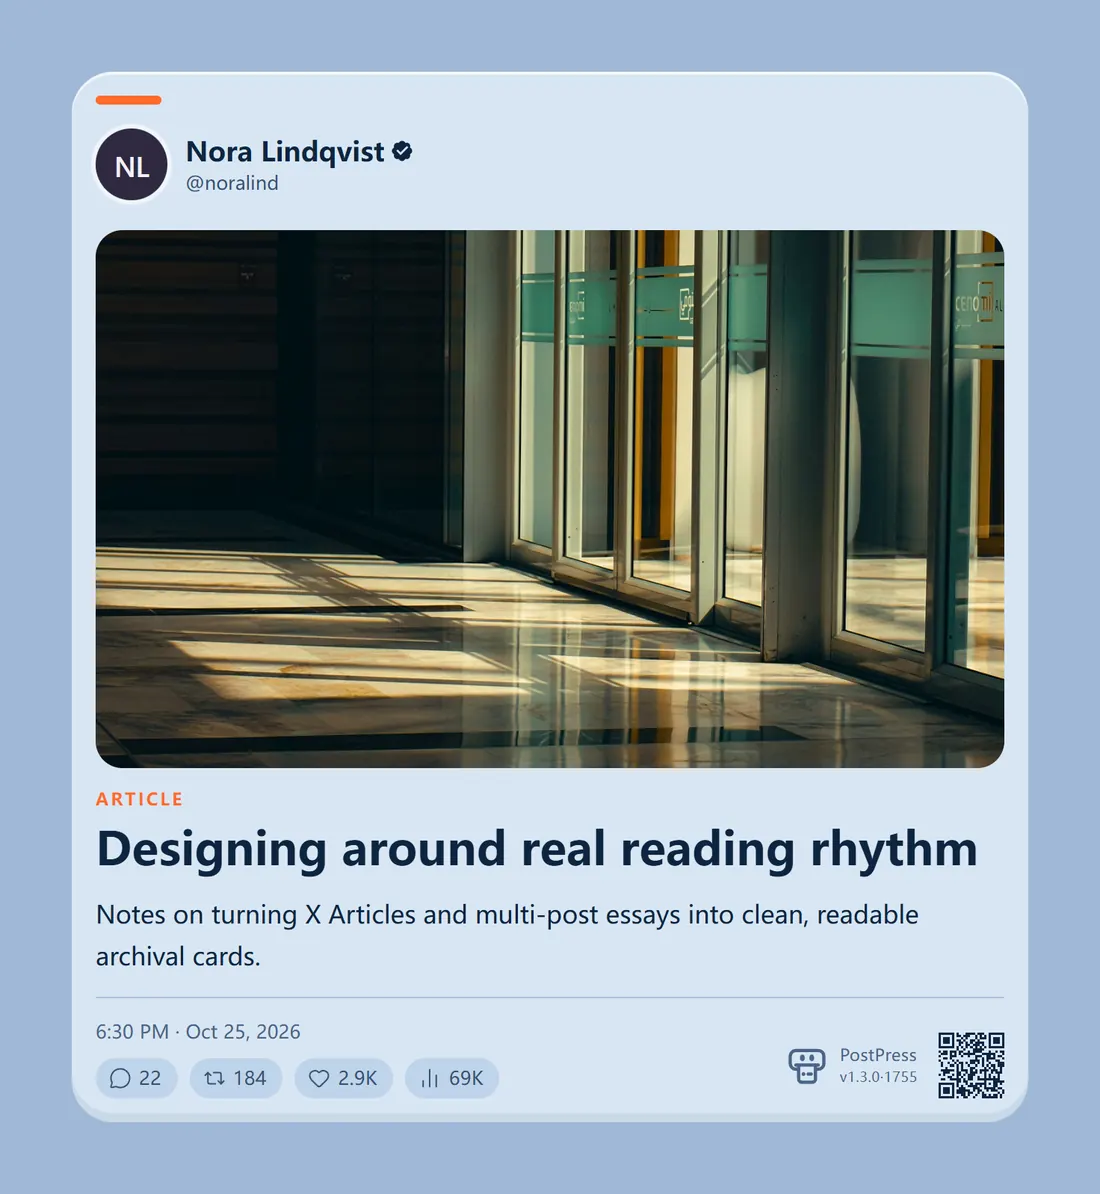 NL
Nora Lindqvist
@noralind
ARTICLE
Designing around real reading rhythm
Notes on turning X Articles and multi-post essays into clean, readable
archival cards.
6:30 PM · Oct 25, 2026
22 184 2.9K 69K
PostPress
v1.3.0·1755